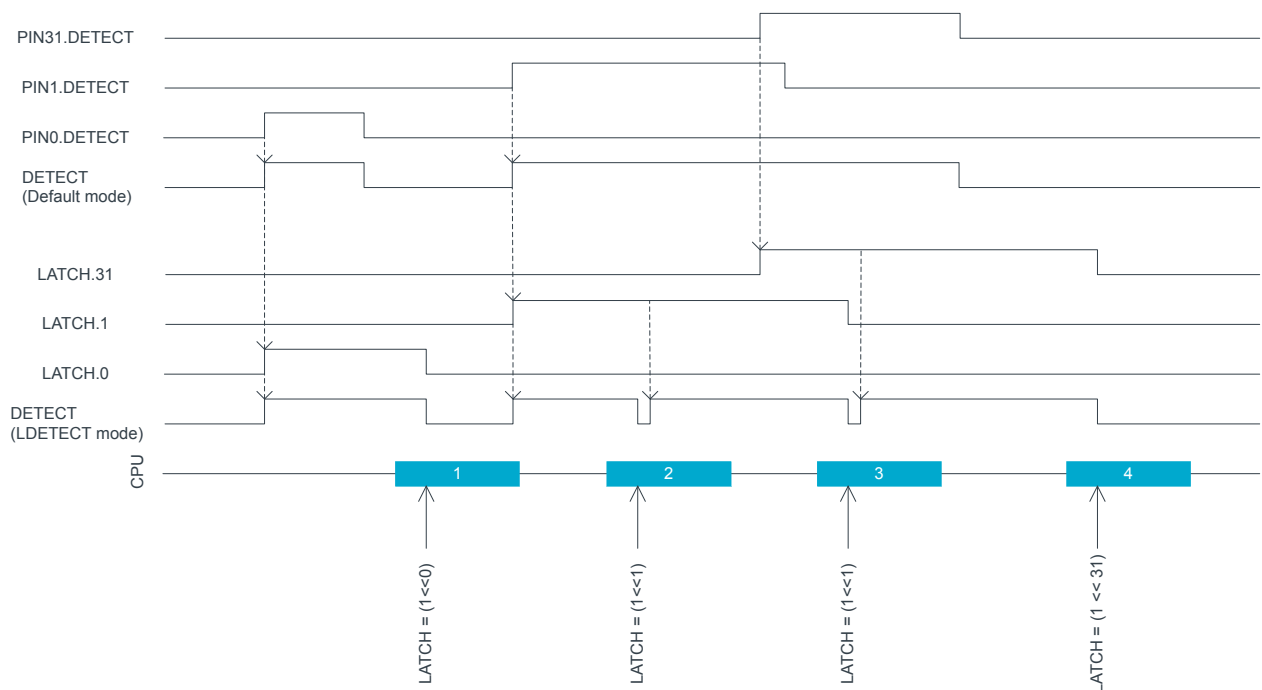 PIN31.DETECT
PIN1.DETECT
PIN0.DETECT
DETECT
(Default mode)
LATCH.31
LATCH.1
LATCH.0
DETECT
(LDETECT mode)
CPU
1
2
3
4
LATCH = (1<<0)
LATCH = (1<<1)
LATCH = (1<<1)
LATCH = (1 << 31)